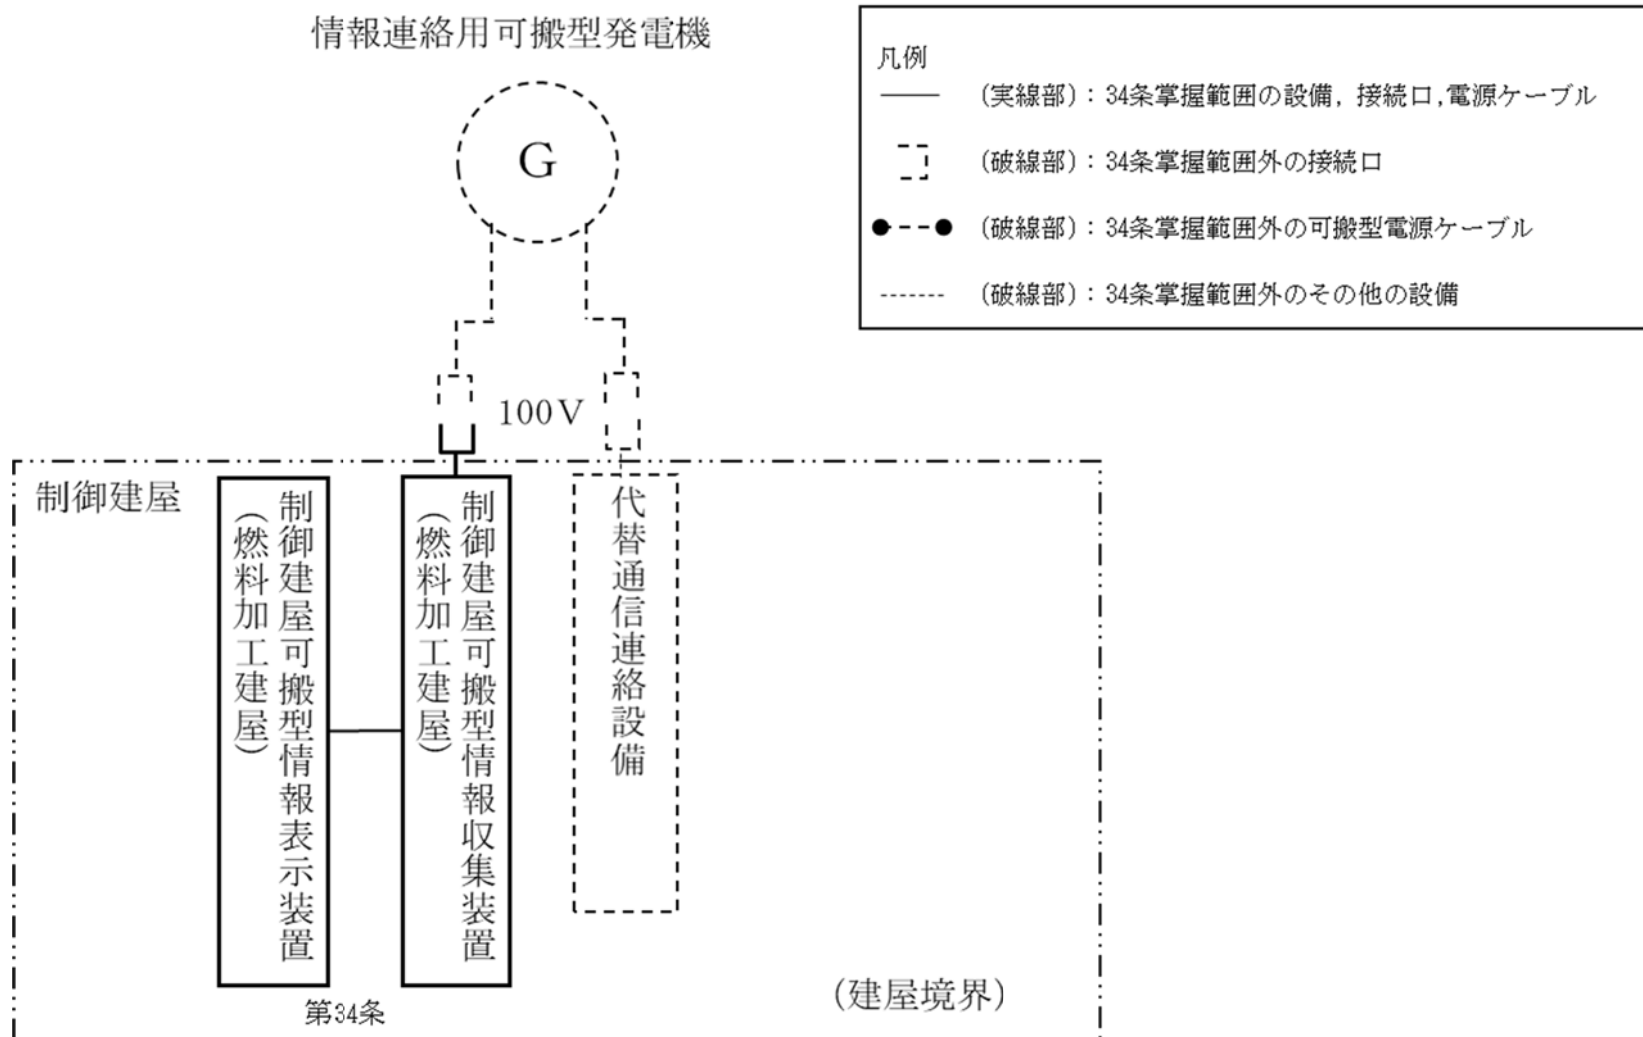 情報連絡用可搬型発電機
G
100V
凡例
(実線部)：34条掌握範囲の設備，接続口，電源ケーブル
(破線部)：34条掌握範囲外の接続口
(破線部)：34条掌握範囲外の可搬型電源ケーブル
(破線部)：34条掌握範囲外のその他の設備
制御建屋
制御建屋可搬型情報表示装置
(燃料加工建屋)
制御建屋可搬型情報収集装置
(燃料加工建屋)
代替通信連絡設備
第34条
(建屋境界)